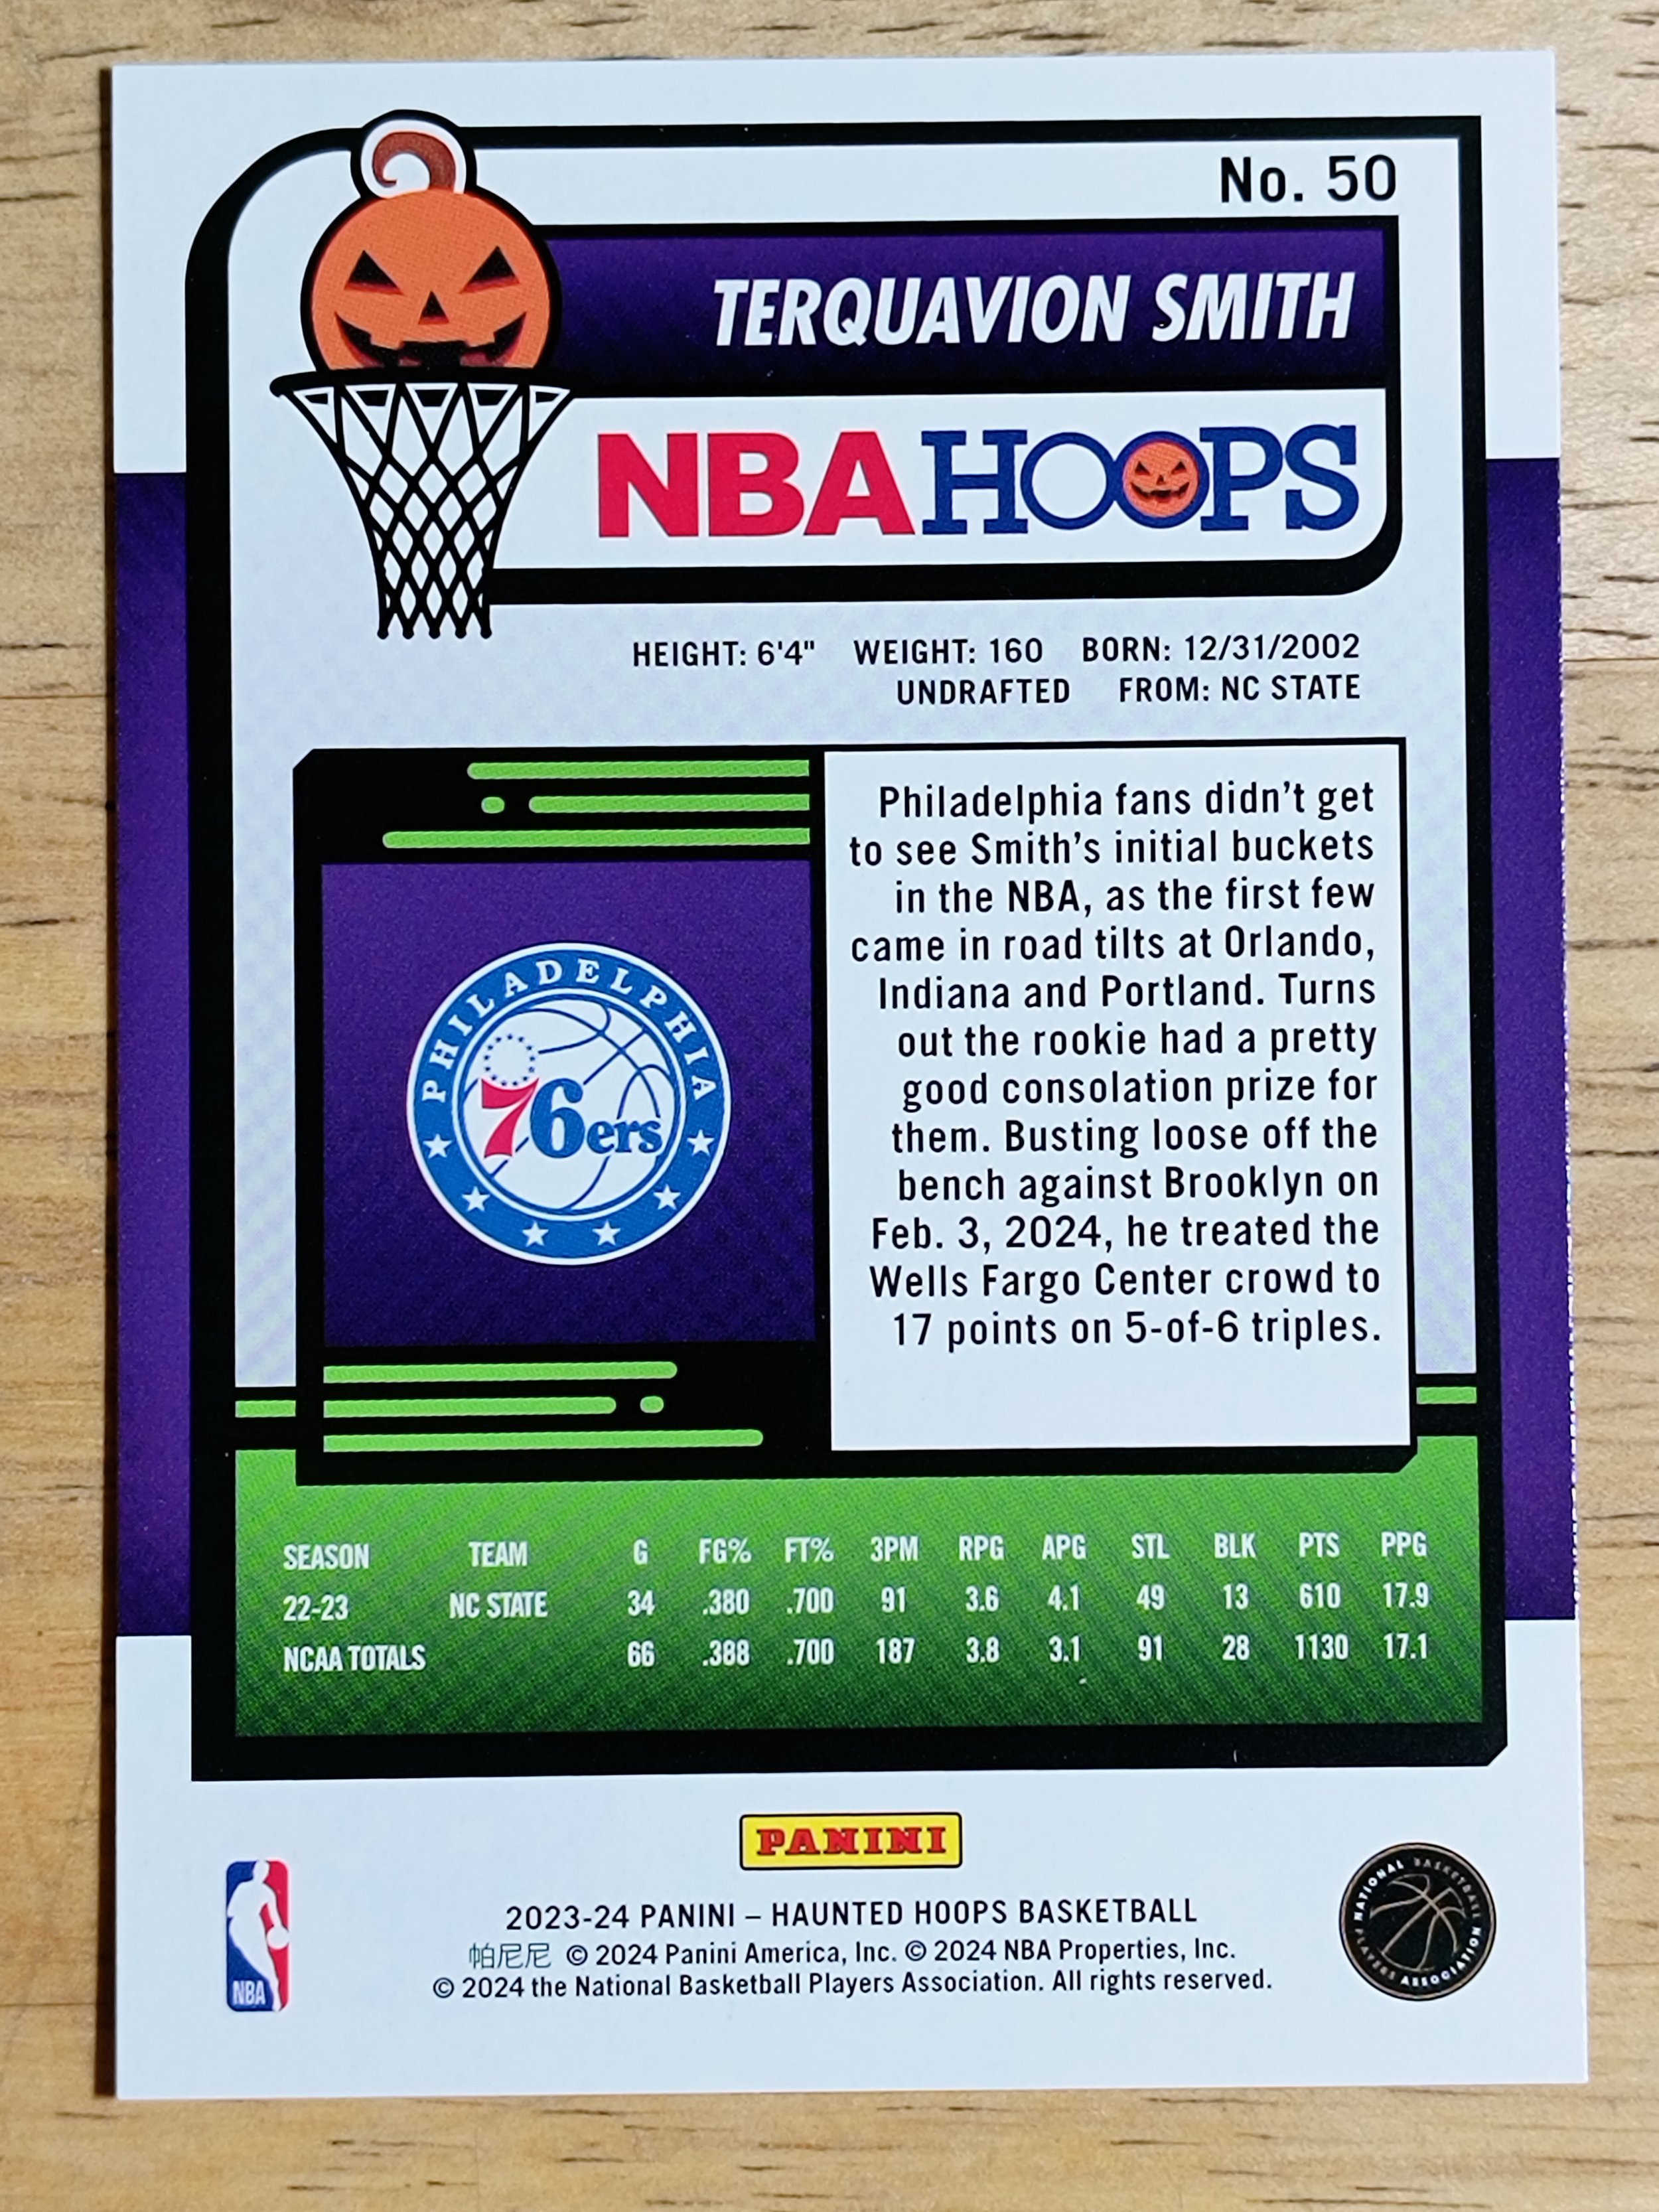 No. 50
TERQUAVION SMITH
NBA HOOPS
HEIGHT: 6'4" WEIGHT: 160 BORN: 12/31/2002
UNDRAFTED FROM: NC STATE
PHILADELPHIA
76ers
Philadelphia fans didn't get
to see Smith's initial buckets
in the NBA, as the first few
came in road tilts at Orlando,
Indiana and Portland. Turns
out the rookie had a pretty
good consolation prize for
them. Busting loose off the
bench against Brooklyn on
Feb. 3, 2024, he treated the
Wells Fargo Center crowd to
17 points on 5-of-6 triples.
SEASON TEAM G FG% FT% 3PM RPG APG STL BLK PTS PPG
22-23 NC STATE 34 .380 .700 91 3.6 4.1 49 13 610 17.9
NCAA TOTALS 66 .388 .700 187 3.8 3.1 91 28 1130 17.1
PANINI
2023-24 PANINI – HAUNTED HOOPS BASKETBALL
帕尼尼 © 2024 Panini America, Inc. © 2024 NBA Properties, Inc.
© 2024 the National Basketball Players Association. All rights reserved.
NBA
NATIONAL BASKETBALL PLAYERS ASSOCIATION